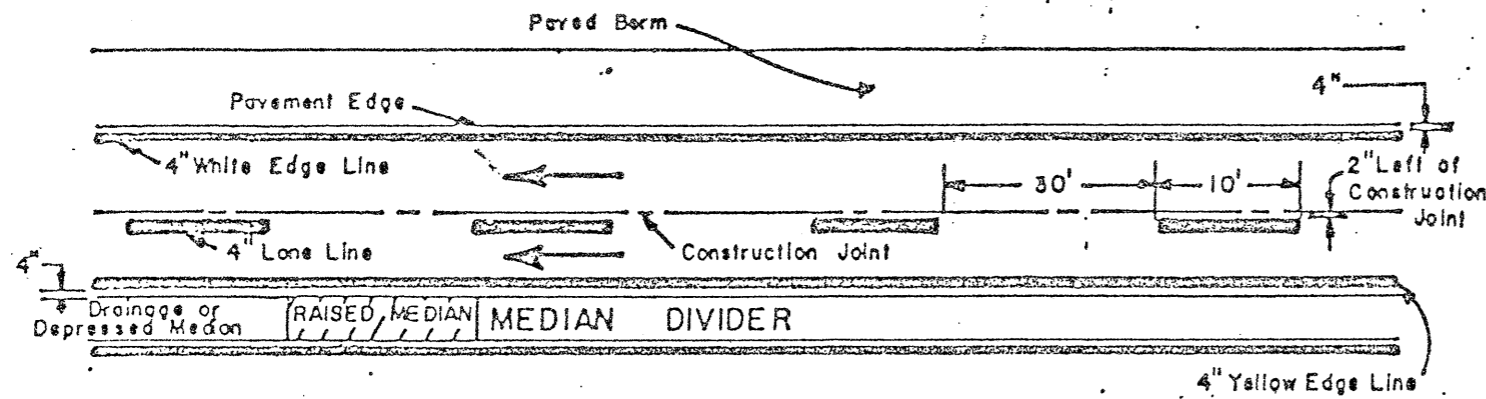 Paved Berm
4"
Pavement Edge
4" White Edge Line
30'
10'
2" Left of
Construction
Joint
4" Lane Line
Construction Joint
4"
Drainage or
Depressed Median
RAISED MEDIAN
MEDIAN DIVIDER
4" Yellow Edge Line